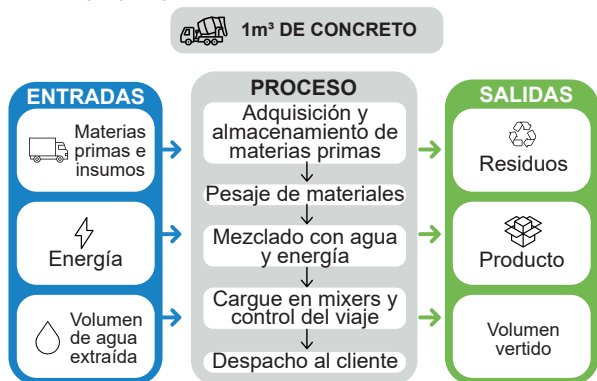 1m³ DE CONCRETO
ENTRADAS
Materias
primas e
insumos
Energía
Volumen
de agua
extraída
PROCESO
Adquisición y
almacenamiento de
materias primas
Pesaje de materiales
Mezclado con agua
y energía
Cargue en mixers y
control del viaje
Despacho al cliente
SALIDAS
Residuos
Producto
Volumen
vertido